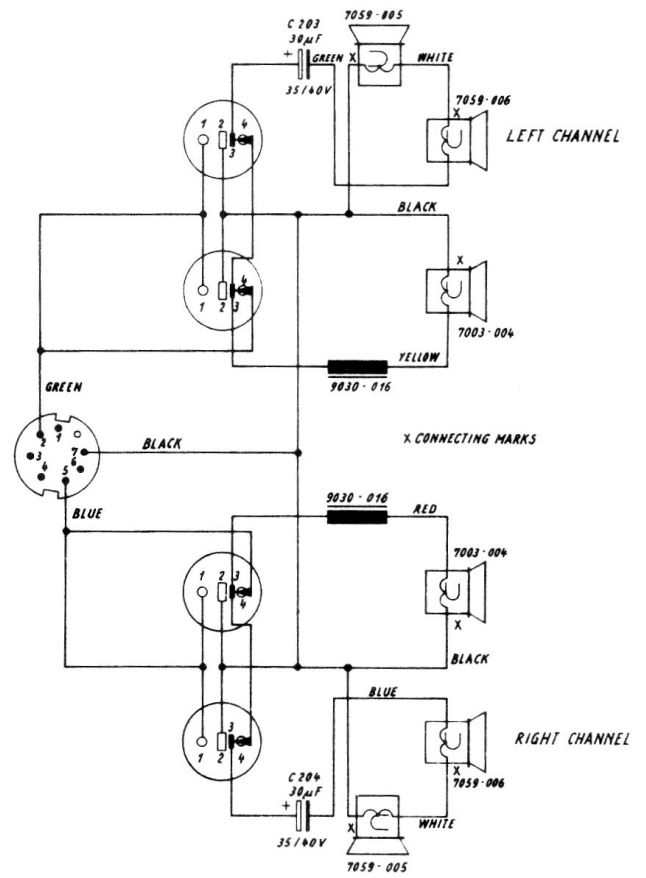 C 203
30µF
+
35/40V
7059-005
GREEN
X
WHITE
7059-006
X
LEFT CHANNEL
1
2
4
3
BLACK
X
7003-004
4
1
2
3
YELLOW
9030-016
GREEN
2
1
3
7
6
4
5
BLACK
X CONNECTING MARKS
BLUE
9030-016
RED
7003-004
X
1
2
3
4
BLACK
BLUE
RIGHT CHANNEL
X
7059-006
3
1
2
4
C 204
30µF
+
35/40V
X
WHITE
7059-005